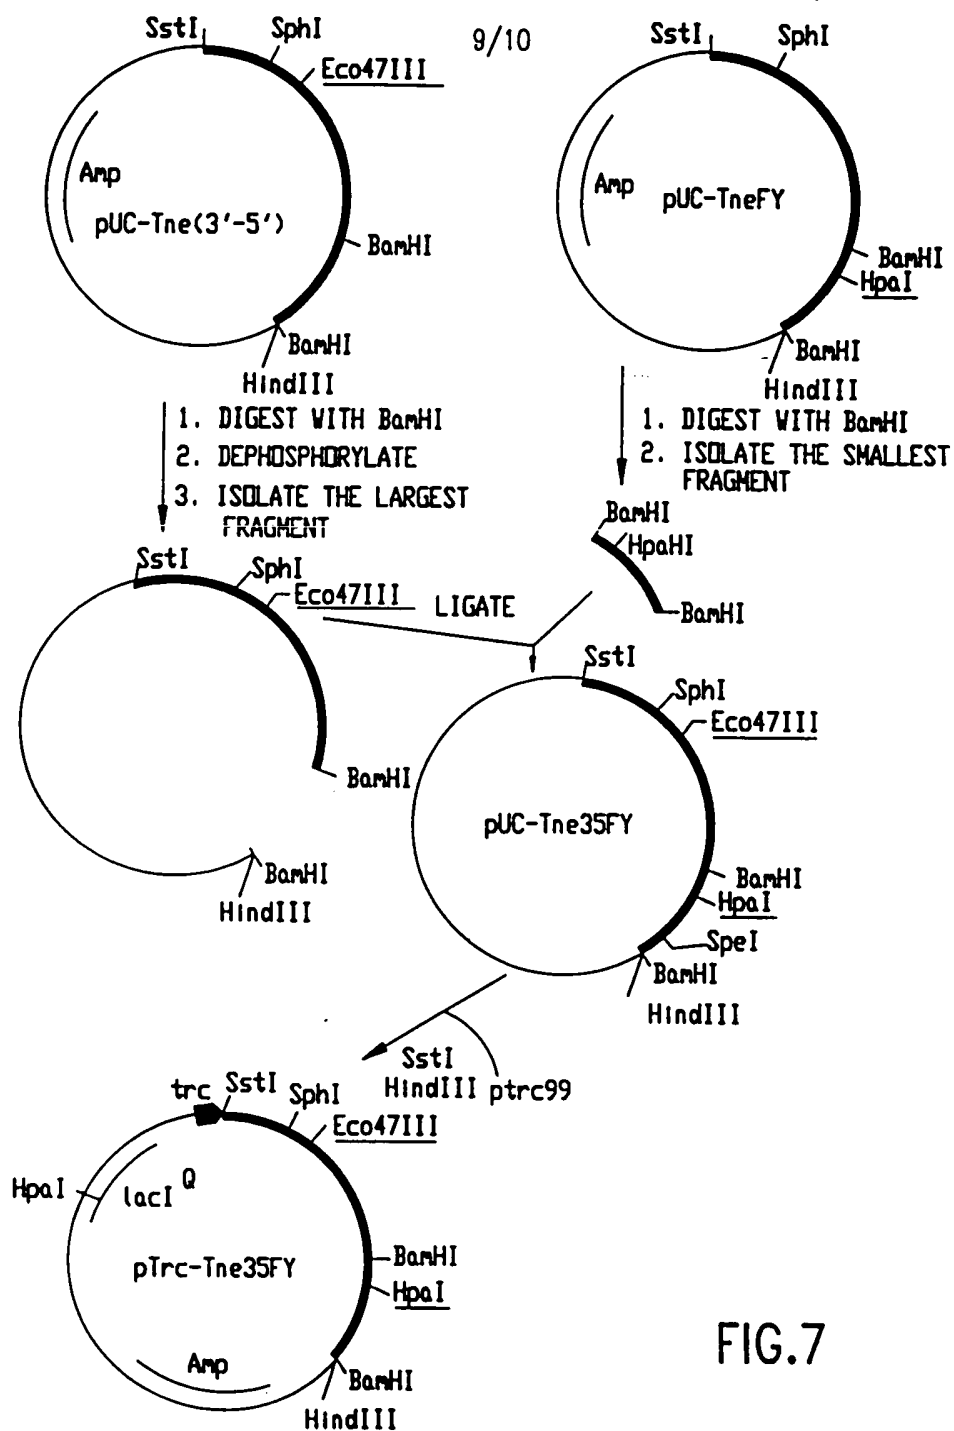 9/10
SstI
SphI
Eco47III
Amp
pUC-Tne(3'-5')
BamHI
BamHI
HindIII
SstI
SphI
Amp
pUC-TneFY
BamHI
HpaI
BamHI
HindIII
1. DIGEST WITH BamHI
2. DEPHOSPHORYLATE
3. ISOLATE THE LARGEST
FRAGMENT
1. DIGEST WITH BamHI
2. ISOLATE THE SMALLEST
FRAGMENT
BamHI
HpaHI
BamHI
SstI
SphI
Eco47III
LIGATE
BamHI
BamHI
HindIII
SstI
SphI
Eco47III
pUC-Tne35FY
BamHI
HpaI
SpeI
BamHI
HindIII
SstI
HindIII ptrc99
trc
SstI
SphI
Eco47III
HpaI
lacI Q
pTrc-Tne35FY
BamHI
HpaI
Amp
BamHI
HindIII
FIG.7